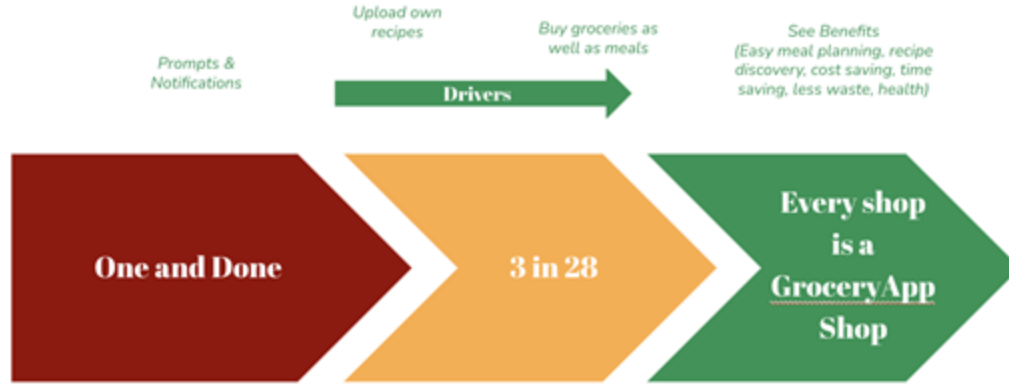 Upload own
recipes
Buy groceries as
well as meals
See Benefits
(Easy meal planning, recipe
discovery, cost saving, time
saving, less waste, health)
Prompts &
Notifications
Drivers
One and Done
3 in 28
Every shop
is a
GroceryApp
Shop